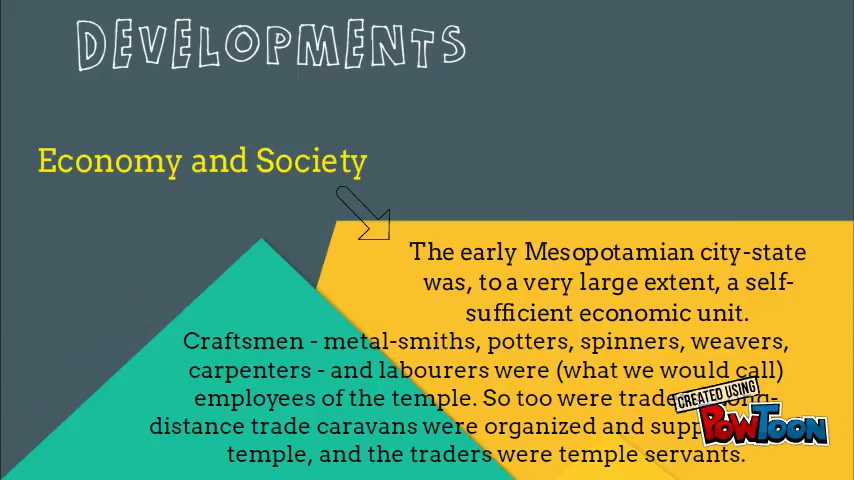 DEVELOPMENTS
Economy and Society
The early Mesopotamian city-state
was, to a very large extent, a self-
sufficient economic unit.
Craftsmen - metal-smiths, potters, spinners, weavers,
carpenters - and labourers were (what we would call)
employees of the temple. So too were
distance trade caravans were organized and
temple, and the traders were temple servants.
CREATED USING
POWTOON